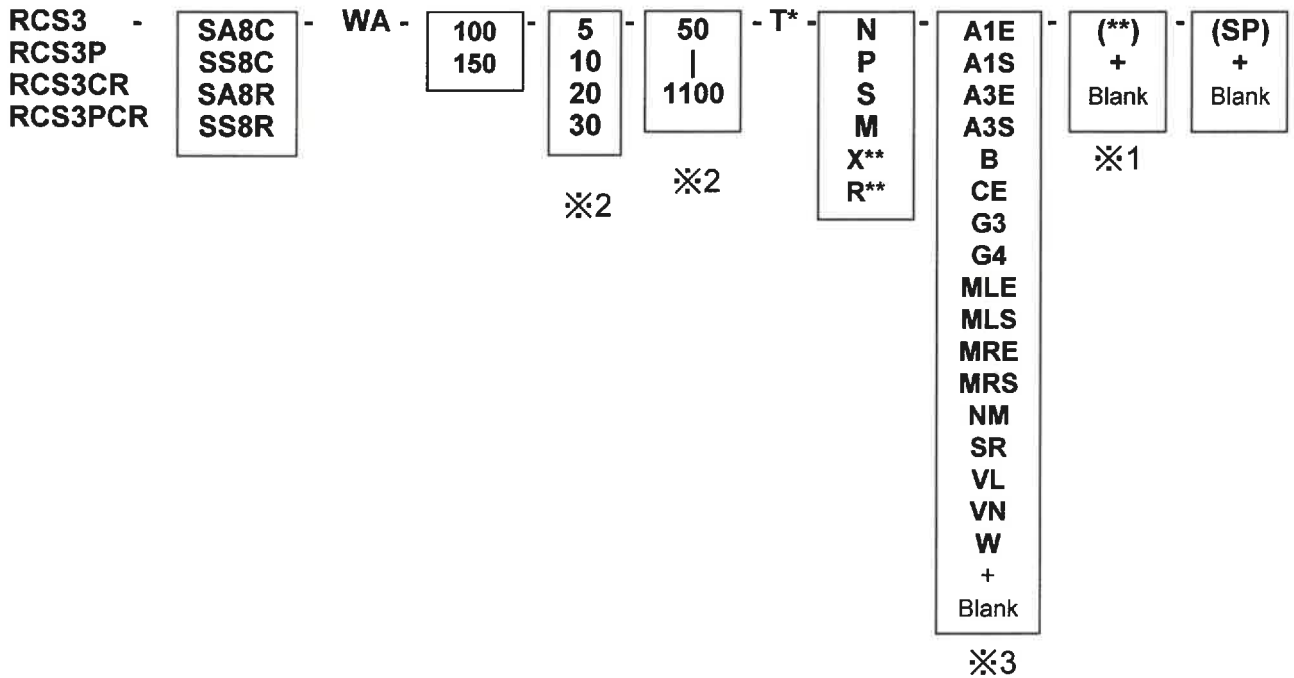 RCS3 - SA8C - WA - 100 - 5 - 50 - T* - N - A1E - (**) - (SP)
RCS3P SS8C 150 10 | P A1S + +
RCS3CR SA8R 20 1100 S A3E Blank Blank
RCS3PCR SS8R 30 M A3S
X** B ※1
※2 ※2 R** CE
G3
G4
MLE
MLS
MRE
MRS
NM
SR
VL
VN
W
+
Blank
※3